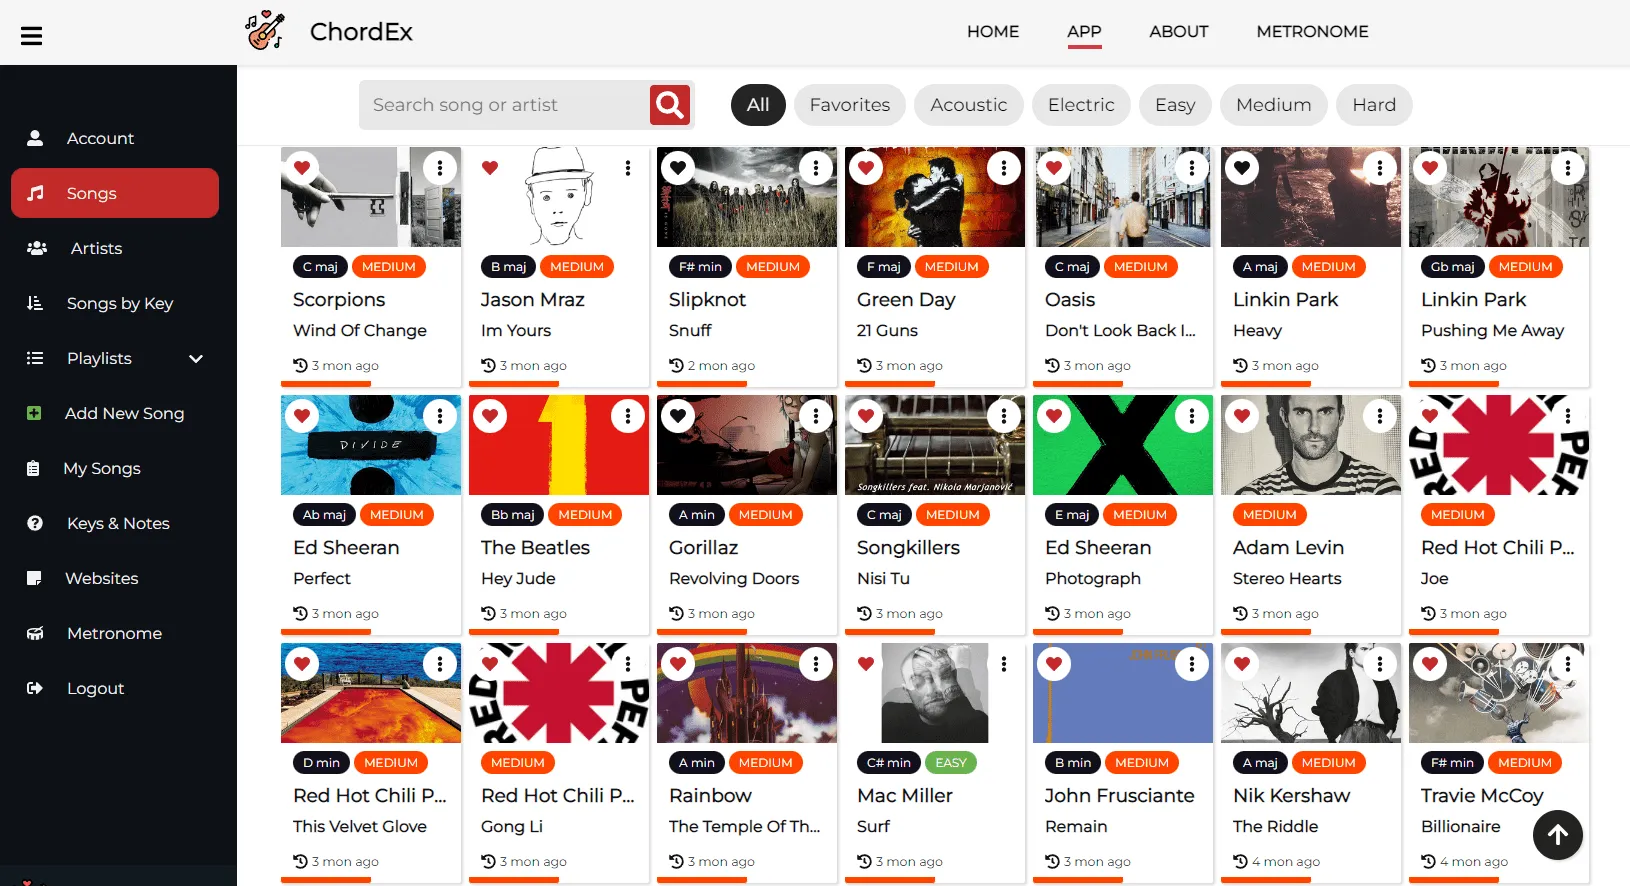 ChordEx
HOME
APP
ABOUT
METRONOME
Account
Songs
Artists
Songs by Key
Playlists
Add New Song
My Songs
Keys & Notes
Websites
Metronome
Logout
Search song or artist
All
Favorites
Acoustic
Electric
Easy
Medium
Hard
C maj MEDIUM
Scorpions
Wind Of Change
3 mon ago
B maj MEDIUM
Jason Mraz
Im Yours
3 mon ago
F# min MEDIUM
Slipknot
Snuff
2 mon ago
F maj MEDIUM
Green Day
21 Guns
3 mon ago
C maj MEDIUM
Oasis
Don't Look Back I...
3 mon ago
A maj MEDIUM
Linkin Park
Heavy
3 mon ago
Gb maj MEDIUM
Linkin Park
Pushing Me Away
3 mon ago
DIVIDE
Ab maj MEDIUM
Ed Sheeran
Perfect
3 mon ago
Bb maj MEDIUM
The Beatles
Hey Jude
3 mon ago
A min MEDIUM
Gorillaz
Revolving Doors
3 mon ago
Songkillers feat. Nikola Marjanović
C maj MEDIUM
Songkillers
Nisi Tu
3 mon ago
E maj MEDIUM
Ed Sheeran
Photograph
3 mon ago
MEDIUM
Adam Levin
Stereo Hearts
3 mon ago
RED PE
MEDIUM
Red Hot Chili P...
Joe
3 mon ago
D min MEDIUM
Red Hot Chili P...
This Velvet Glove
3 mon ago
RED PE
MEDIUM
Red Hot Chili P...
Gong Li
3 mon ago
A min MEDIUM
Rainbow
The Temple Of Th...
3 mon ago
C# min EASY
Mac Miller
Surf
3 mon ago
B min MEDIUM
John Frusciante
Remain
3 mon ago
A maj MEDIUM
Nik Kershaw
The Riddle
4 mon ago
F# min MEDIUM
Travie McCoy
Billionaire
4 mon ago